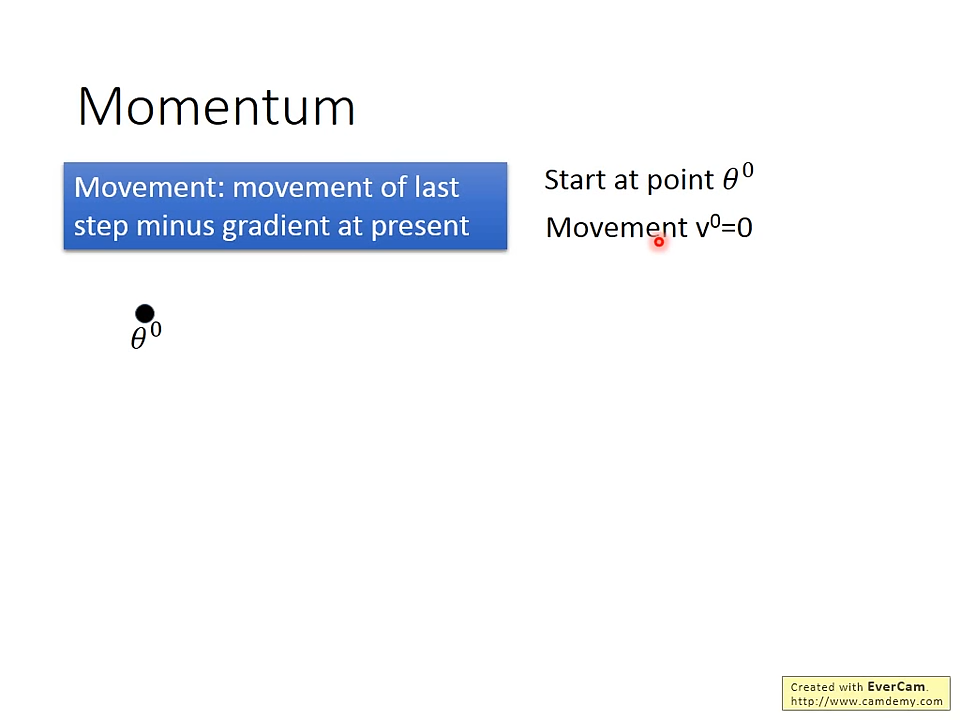 Momentum
Movement: movement of last
step minus gradient at present
Start at point θ⁰
Movement v⁰=0
θ⁰
Created with EverCam.
http://www.camdemy.com